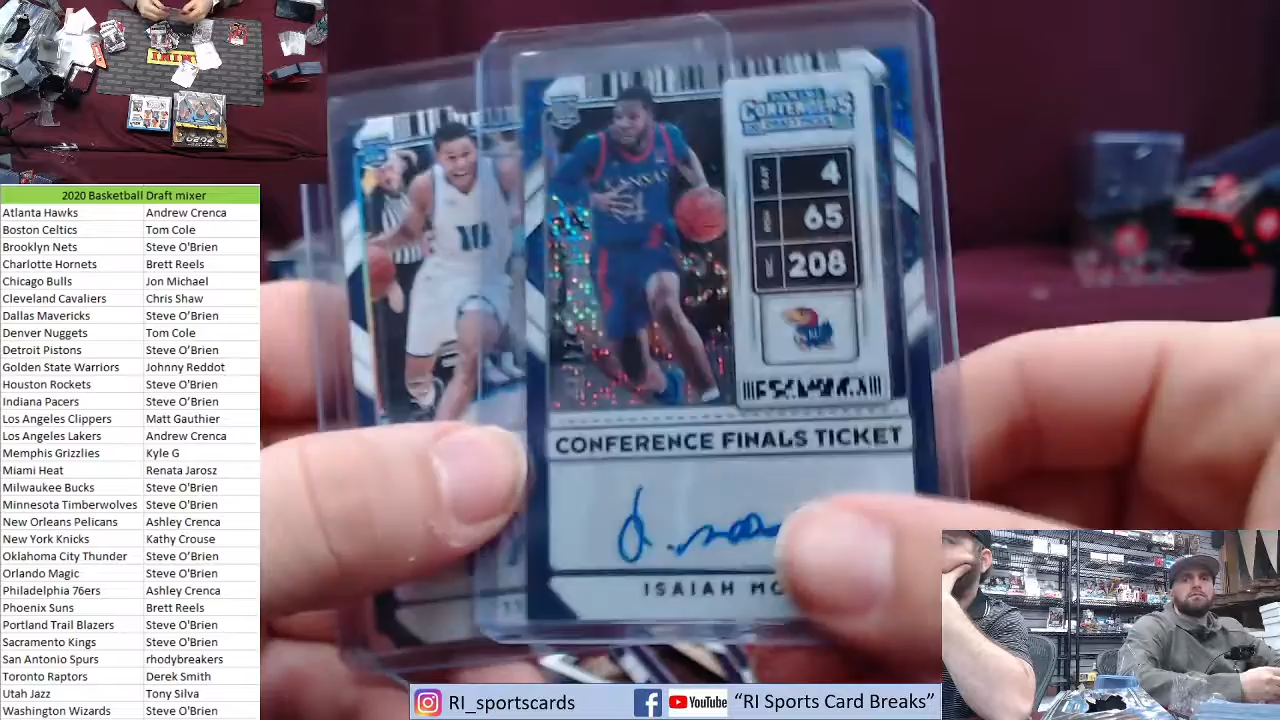 2020 Basketball Draft mixer
Atlanta Hawks Andrew Crenca
Boston Celtics Tom Cole
Brooklyn Nets Steve O'Brien
Charlotte Hornets Brett Reels
Chicago Bulls Jon Michael
Cleveland Cavaliers Chris Shaw
Dallas Mavericks Steve O'Brien
Denver Nuggets Tom Cole
Detroit Pistons Steve O'Brien
Golden State Warriors Johnny Reddot
Houston Rockets Steve O'Brien
Indiana Pacers Steve O'Brien
Los Angeles Clippers Matt Gauthier
Los Angeles Lakers Andrew Crenca
Memphis Grizzlies Kyle G
Miami Heat Renata Jarosz
Milwaukee Bucks Steve O'Brien
Minnesota Timberwolves Steve O'Brien
New Orleans Pelicans Ashley Crenca
New York Knicks Kathy Crouse
Oklahoma City Thunder Steve O'Brien
Orlando Magic Steve O'Brien
Philadelphia 76ers Ashley Crenca
Phoenix Suns Brett Reels
Portland Trail Blazers Steve O'Brien
Sacramento Kings Steve O'Brien
San Antonio Spurs rhodybreakers
Toronto Raptors Derek Smith
Utah Jazz Tony Silva
Washington Wizards Steve O'Brien
PANINI
CONTENDERS
DRAFT PICKS
4
65
208
KANSAS
CONFERENCE FINALS TICKET
ISAIAH
RI_sportscards
YouTube "RI Sports Card Breaks"